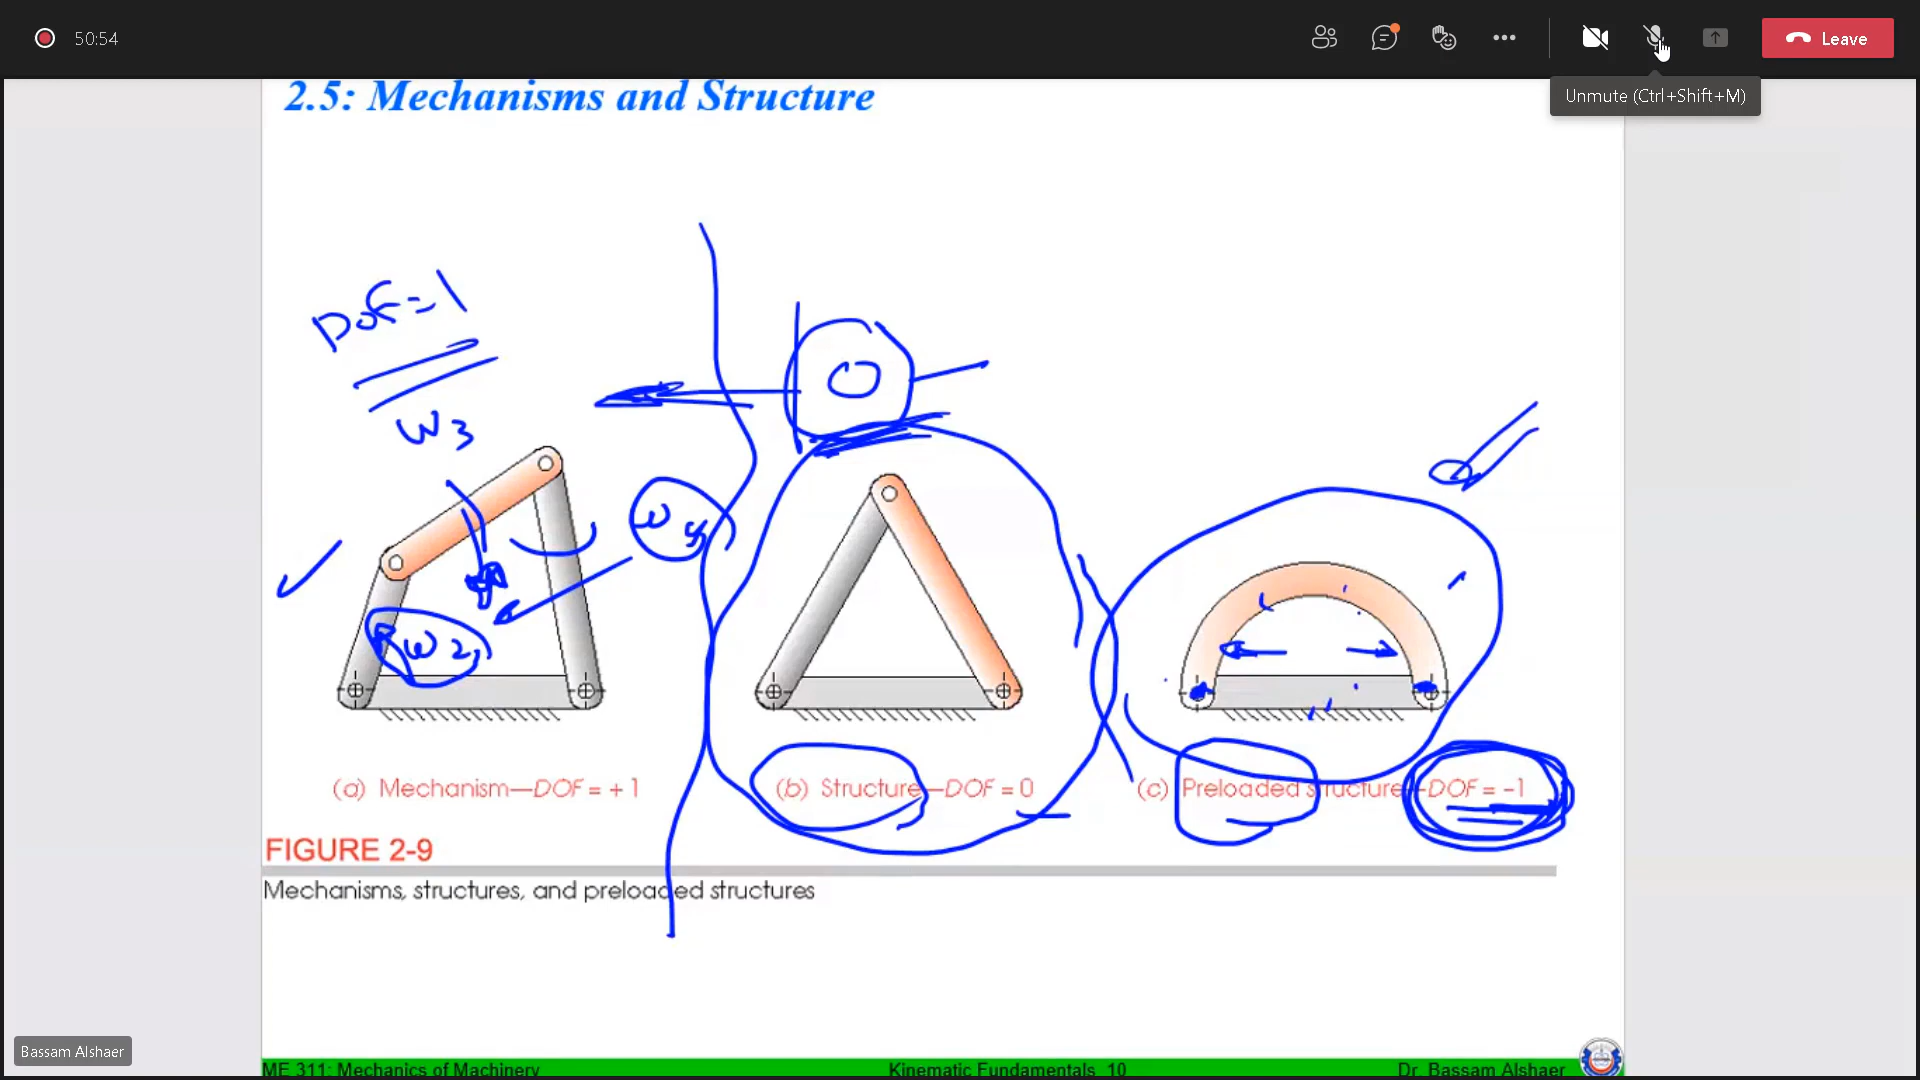 50:54
Leave
Unmute (Ctrl+Shift+M)
2.5: Mechanisms and Structure
DOF=1
W3
W4
W2
0
(a) Mechanism—DOF = +1
(b) Structure—DOF = 0
(c) Preloaded structure—DOF = -1
FIGURE 2-9
Mechanisms, structures, and preloaded structures
Bassam Alshaer
ME 311: Mechanics of Machinery
Kinematic Fundamentals 10
Dr. Bassam Alshaer